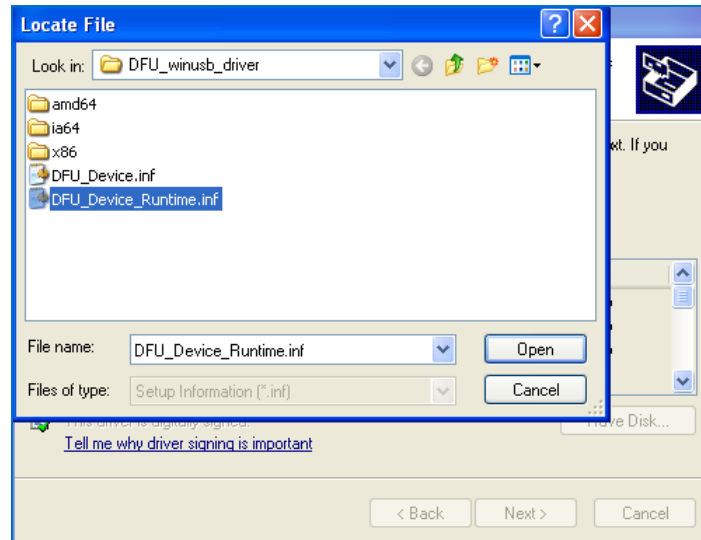 Locate File
Look in: DFU_winusb_driver
amd64
ia64
x86
DFU_Device.inf
DFU_Device_Runtime.inf
xt. If you
File name: DFU_Device_Runtime.inf Open
Files of type: Setup Information (*.inf) Cancel
This driver is digitally signed. Have Disk...
Tell me why driver signing is important
< Back Next > Cancel